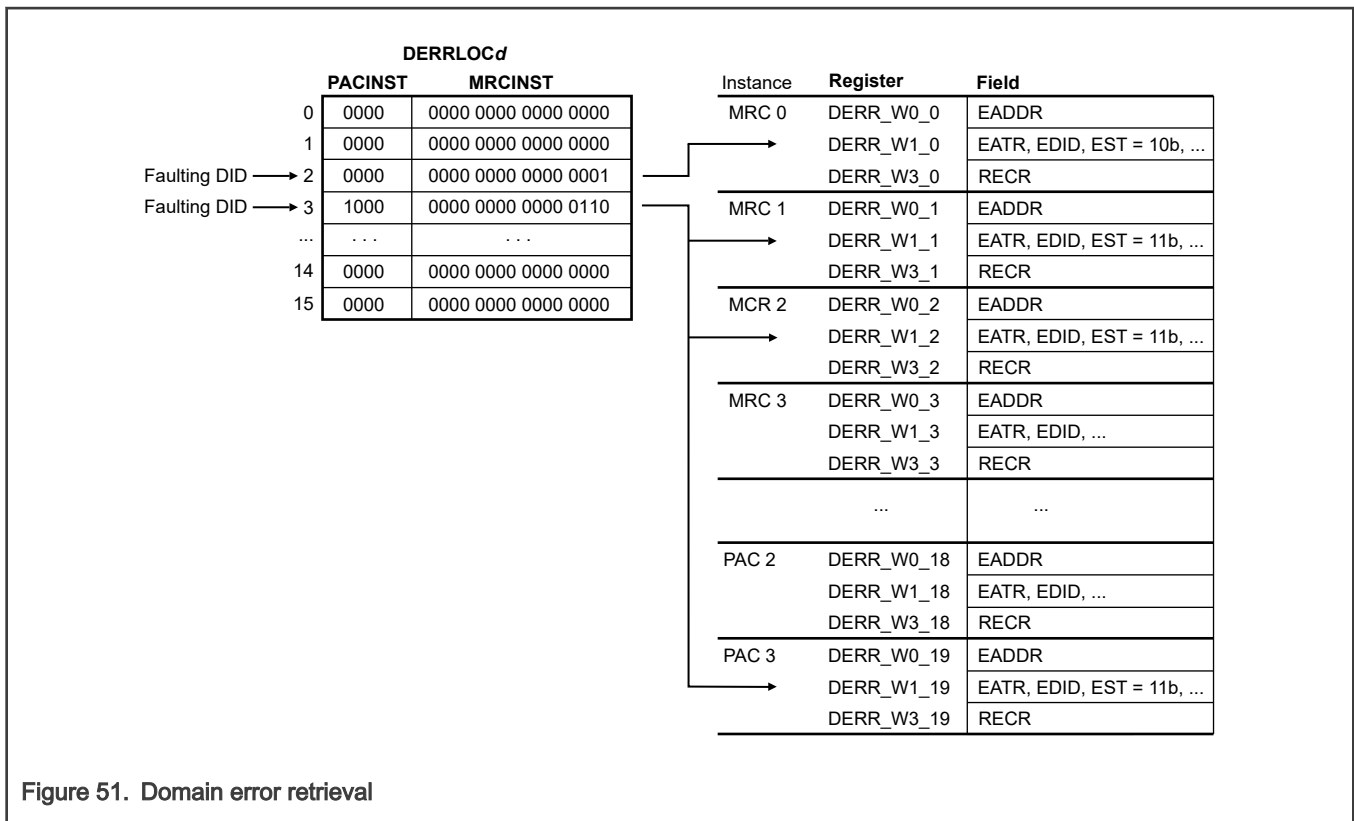 DERRLOCd
PACINST MRCINST
0 0000 0000 0000 0000 0000
1 0000 0000 0000 0000 0000
Faulting DID 2 0000 0000 0000 0000 0001
Faulting DID 3 1000 0000 0000 0000 0110
... . . . . . .
14 0000 0000 0000 0000 0000
15 0000 0000 0000 0000 0000
Instance Register Field
MRC 0 DERR_W0_0 EADDR
DERR_W1_0 EATR, EDID, EST = 10b, ...
DERR_W3_0 RECR
MRC 1 DERR_W0_1 EADDR
DERR_W1_1 EATR, EDID, EST = 11b, ...
DERR_W3_1 RECR
MCR 2 DERR_W0_2 EADDR
DERR_W1_2 EATR, EDID, EST = 11b, ...
DERR_W3_2 RECR
MRC 3 DERR_W0_3 EADDR
DERR_W1_3 EATR, EDID, ...
DERR_W3_3 RECR
... ...
PAC 2 DERR_W0_18 EADDR
DERR_W1_18 EATR, EDID, ...
DERR_W3_18 RECR
PAC 3 DERR_W0_19 EADDR
DERR_W1_19 EATR, EDID, EST = 11b, ...
DERR_W3_19 RECR
Figure 51. Domain error retrieval